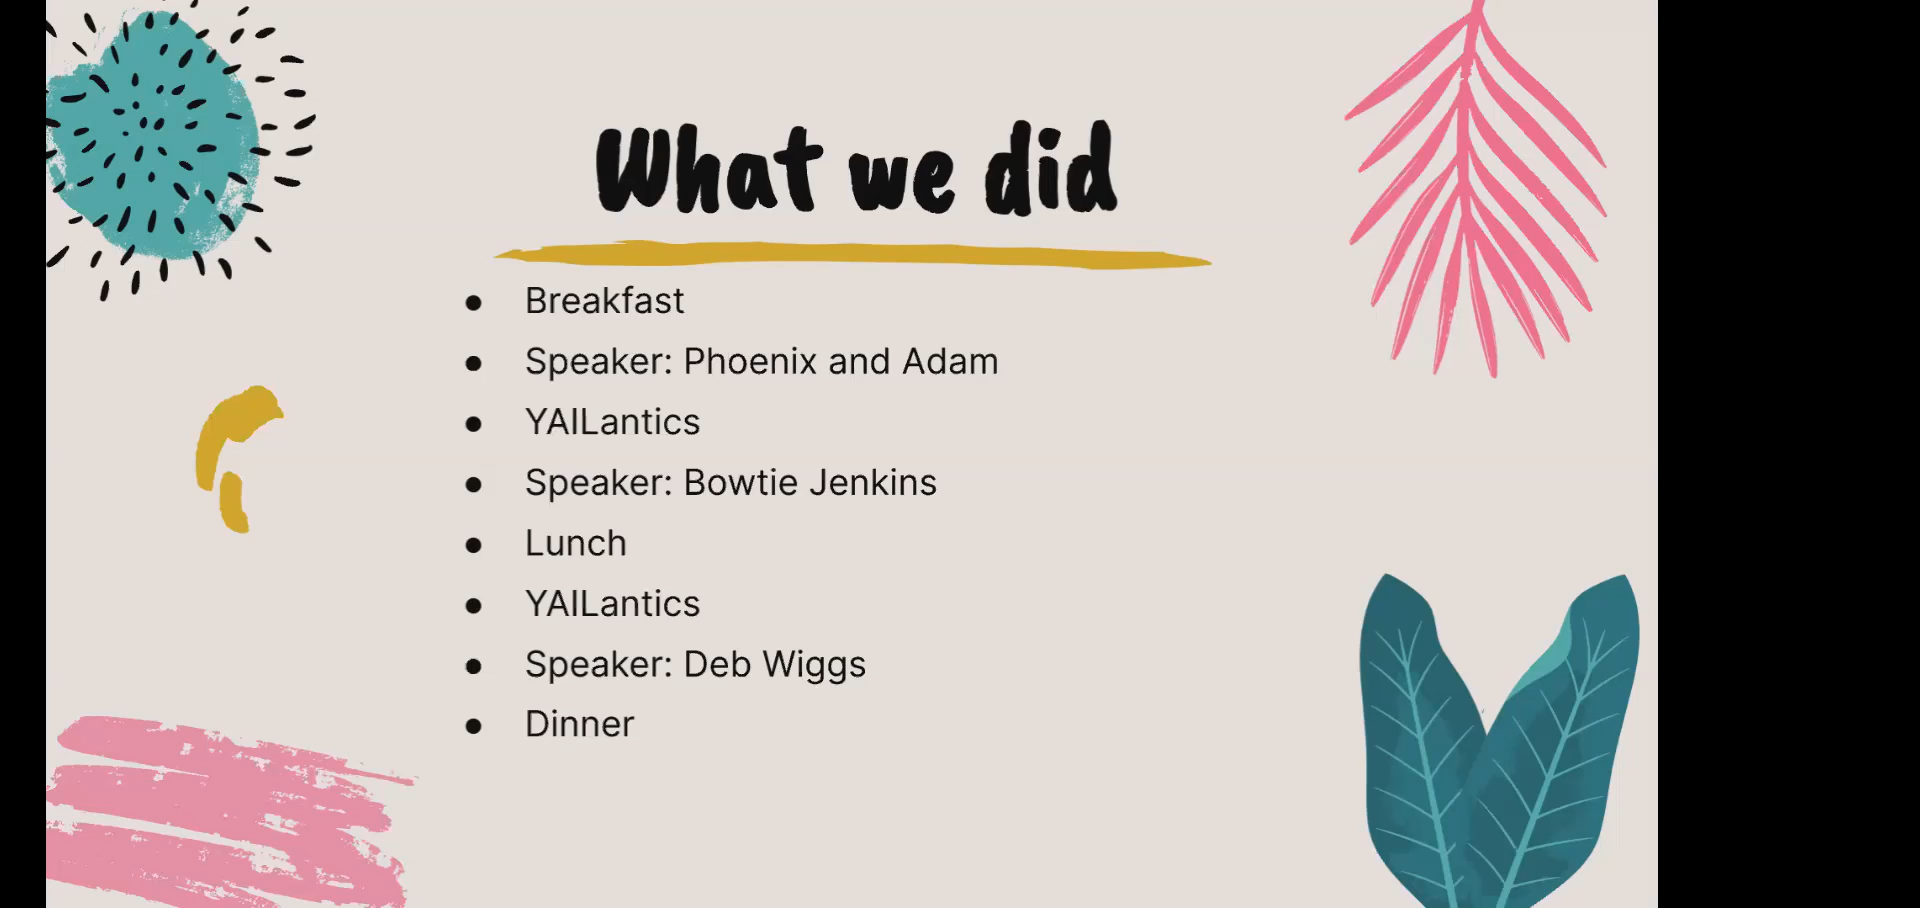 What we did
● Breakfast
● Speaker: Phoenix and Adam
● YAILantics
● Speaker: Bowtie Jenkins
● Lunch
● YAILantics
● Speaker: Deb Wiggs
● Dinner